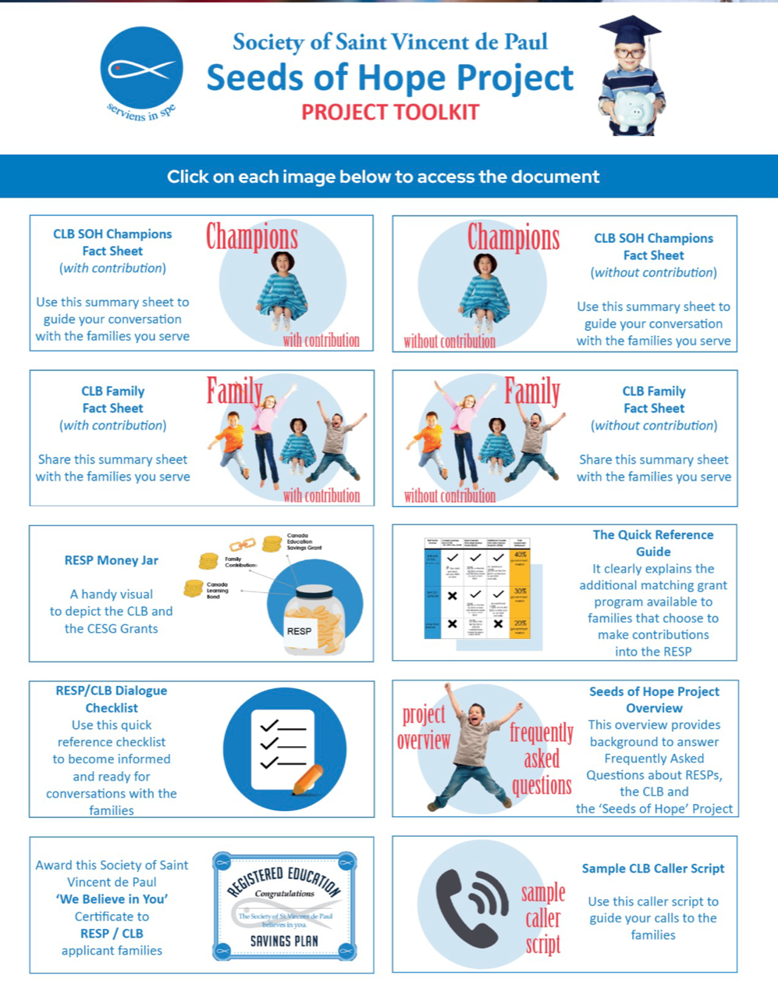 serviens in spe
Society of Saint Vincent de Paul
Seeds of Hope Project
PROJECT TOOLKIT
Click on each image below to access the document
CLB SOH Champions
Fact Sheet
(with contribution)
Use this summary sheet to
guide your conversation
with the families you serve
Champions
with contribution
Champions
without contribution
CLB SOH Champions
Fact Sheet
(without contribution)
Use this summary sheet to
guide your conversation
with the families you serve
CLB Family
Fact Sheet
(with contribution)
Share this summary sheet
with the families you serve
Family
with contribution
Family
without contribution
CLB Family
Fact Sheet
(without contribution)
Share this summary sheet
with the families you serve
RESP Money Jar
A handy visual
to depict the CLB and
the CESG Grants
Canada
Education
Savings Grant
Family
Contributions
Canada
Learning
Bond
RESP
40%
30%
20%
The Quick Reference
Guide
It clearly explains the
additional matching grant
program available to
families that choose to
make contributions
into the RESP
RESP/CLB Dialogue
Checklist
Use this quick
reference checklist
to become informed
and ready for
conversations with the
families
project
overview
frequently
asked
questions
Seeds of Hope Project
Overview
This overview provides
background to answer
Frequently Asked
Questions about RESPs,
the CLB and
the ‘Seeds of Hope’ Project
Award this Society of Saint
Vincent de Paul
‘We Believe in You’
Certificate to
RESP / CLB
applicant families
REGISTERED EDUCATION
Congratulations
The Society of St.Vincent de Paul
believes in you.
SAVINGS PLAN
sample
caller
script
Sample CLB Caller Script
Use this caller script to
guide your calls to the
families